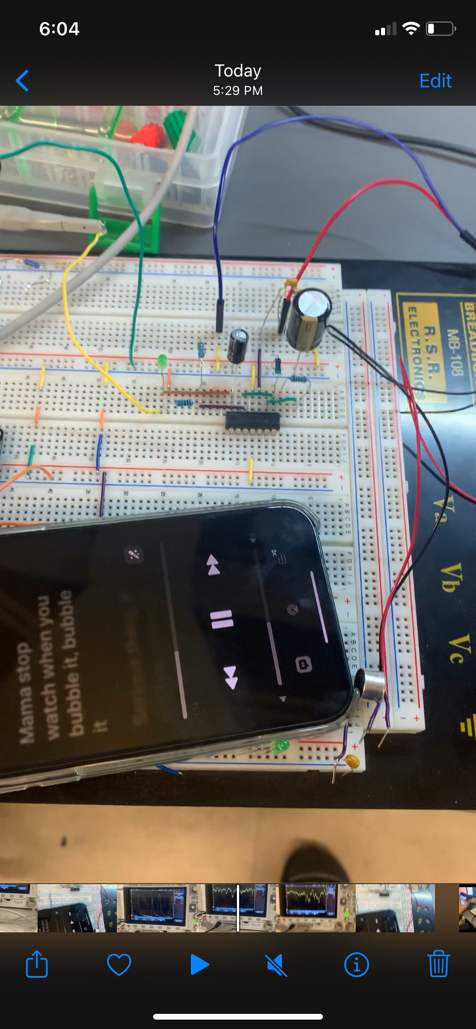 6:04
Today
5:29 PM
Edit
R.S.R.
ELECTRONICS
MB-108
Va
Vb
Vc
Mama stop
watch when you
bubble it, bubble
it